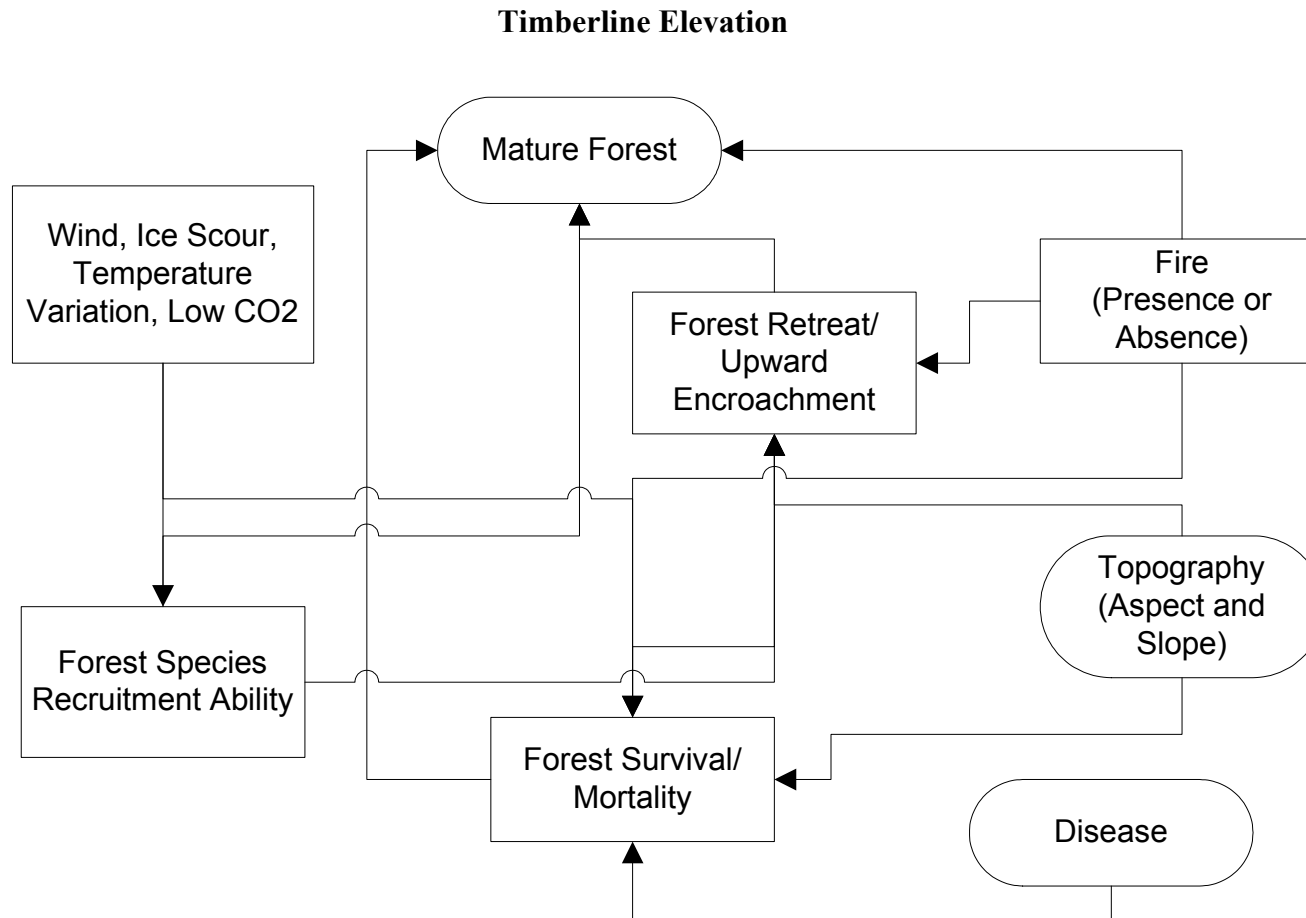 Timberline Elevation
Mature Forest
Wind, Ice Scour,
Temperature
Variation, Low CO2
Fire
(Presence or
Absence)
Forest Retreat/
Upward
Encroachment
Topography
(Aspect and
Slope)
Forest Species
Recruitment Ability
Forest Survival/
Mortality
Disease